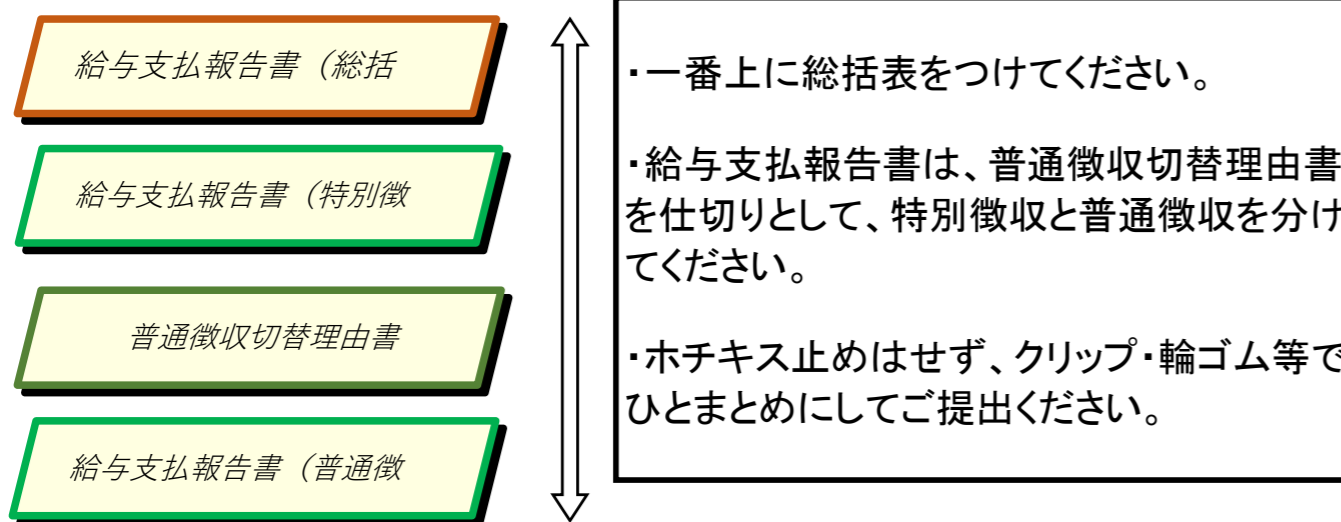 給与支払報告書（総括
給与支払報告書（特別徴
普通徴収切替理由書
給与支払報告書（普通徴
・一番上に総括表をつけてください。
・給与支払報告書は、普通徴収切替理由書
を仕切りとして、特別徴収と普通徴収を分け
てください。
・ホチキス止めはせず、クリップ・輪ゴム等で
ひとまとめにしてご提出ください。